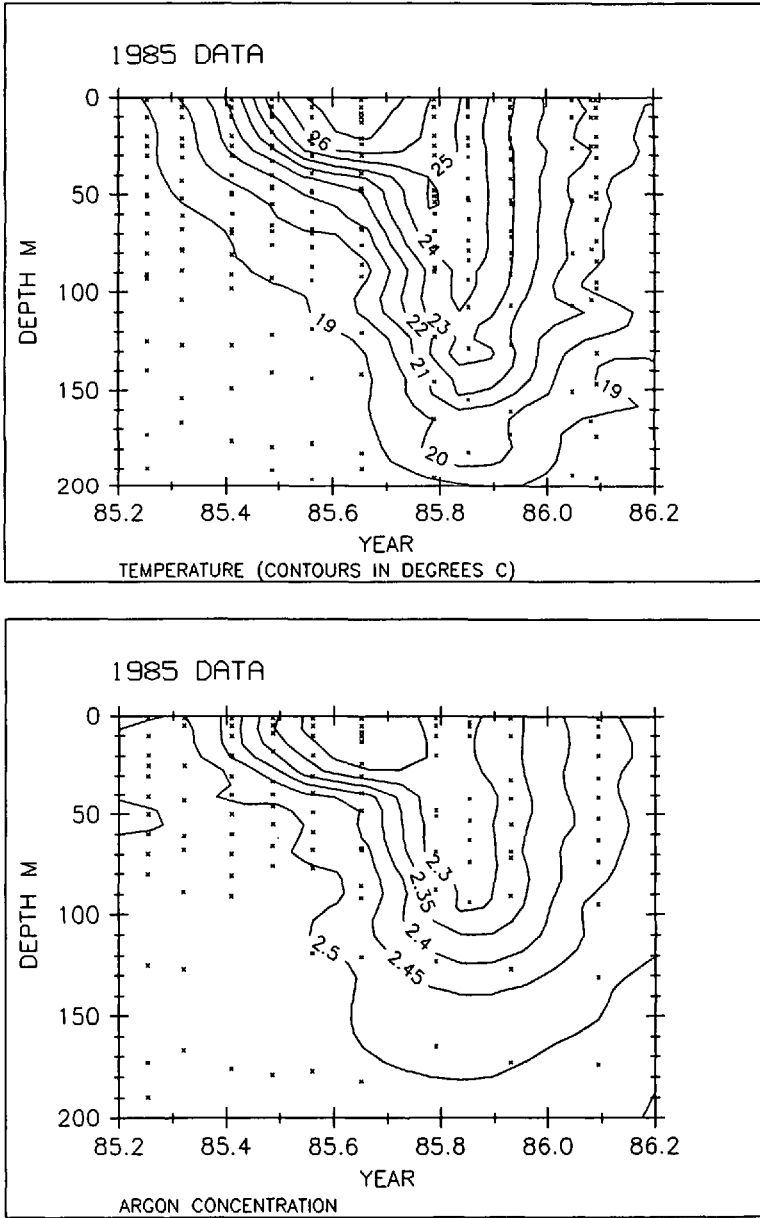 1985 DATA
0
50
100
150
200
DEPTH M
26
25
24
23
22
21
20
19
19
85.2 85.4 85.6 85.8 86.0 86.2
YEAR
TEMPERATURE (CONTOURS IN DEGREES C)
1985 DATA
0
50
100
150
200
DEPTH M
2.3
2.35
2.4
2.45
2.5
85.2 85.4 85.6 85.8 86.0 86.2
YEAR
ARGON CONCENTRATION